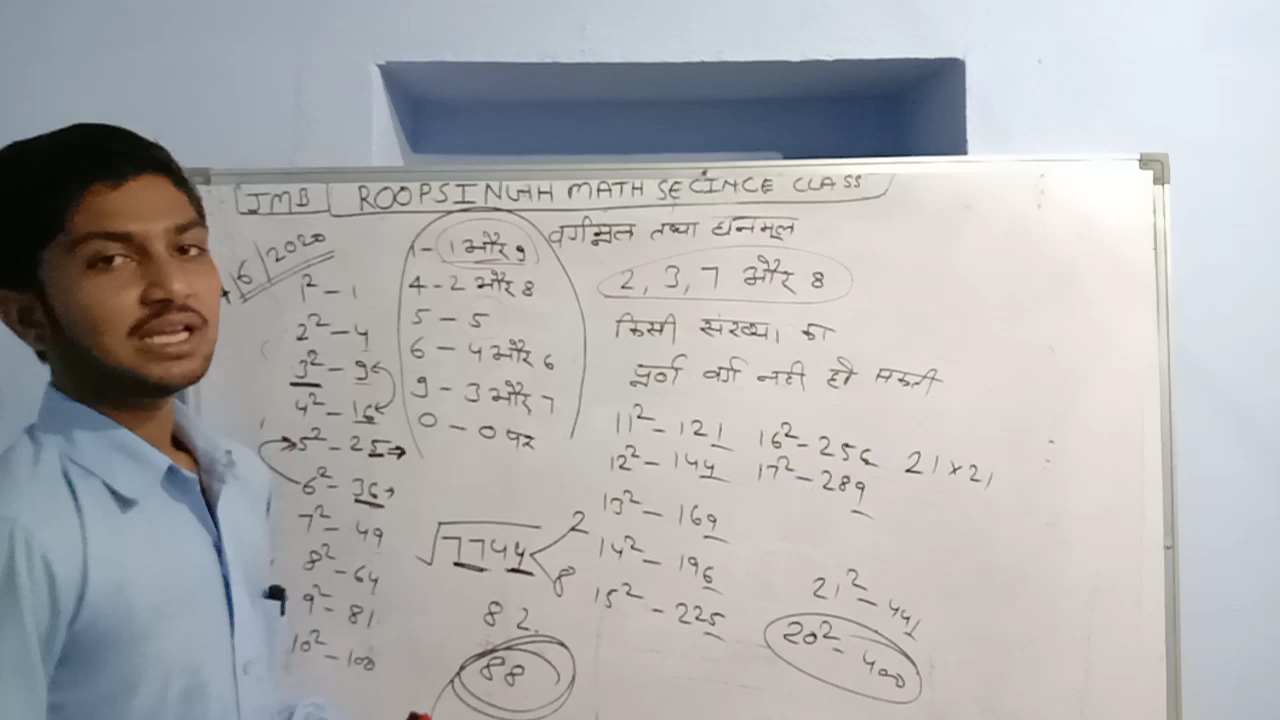 JMB ROOPSINGH MATH SECINCE CLASS
6/2020
वर्गमूल तथा घनमूल
1² - 1
2² - 4
3² - 9
4² - 16
5² - 25
6² - 36
7² - 49
8² - 64
9² - 81
10² - 100
1 - 1 और 9
4 - 2 और 8
5 - 5
6 - 4 और 6
9 - 3 और 7
0 - 0 पर
√7744
2
8
82.
88
2, 3, 7 और 8
किसी संख्या का
पूर्ण वर्ग नही हो सकती
11² - 121
12² - 144
13² - 169
14² - 196
15² - 225
16² - 256
17² - 289
21 × 21
21² - 441
20² - 400